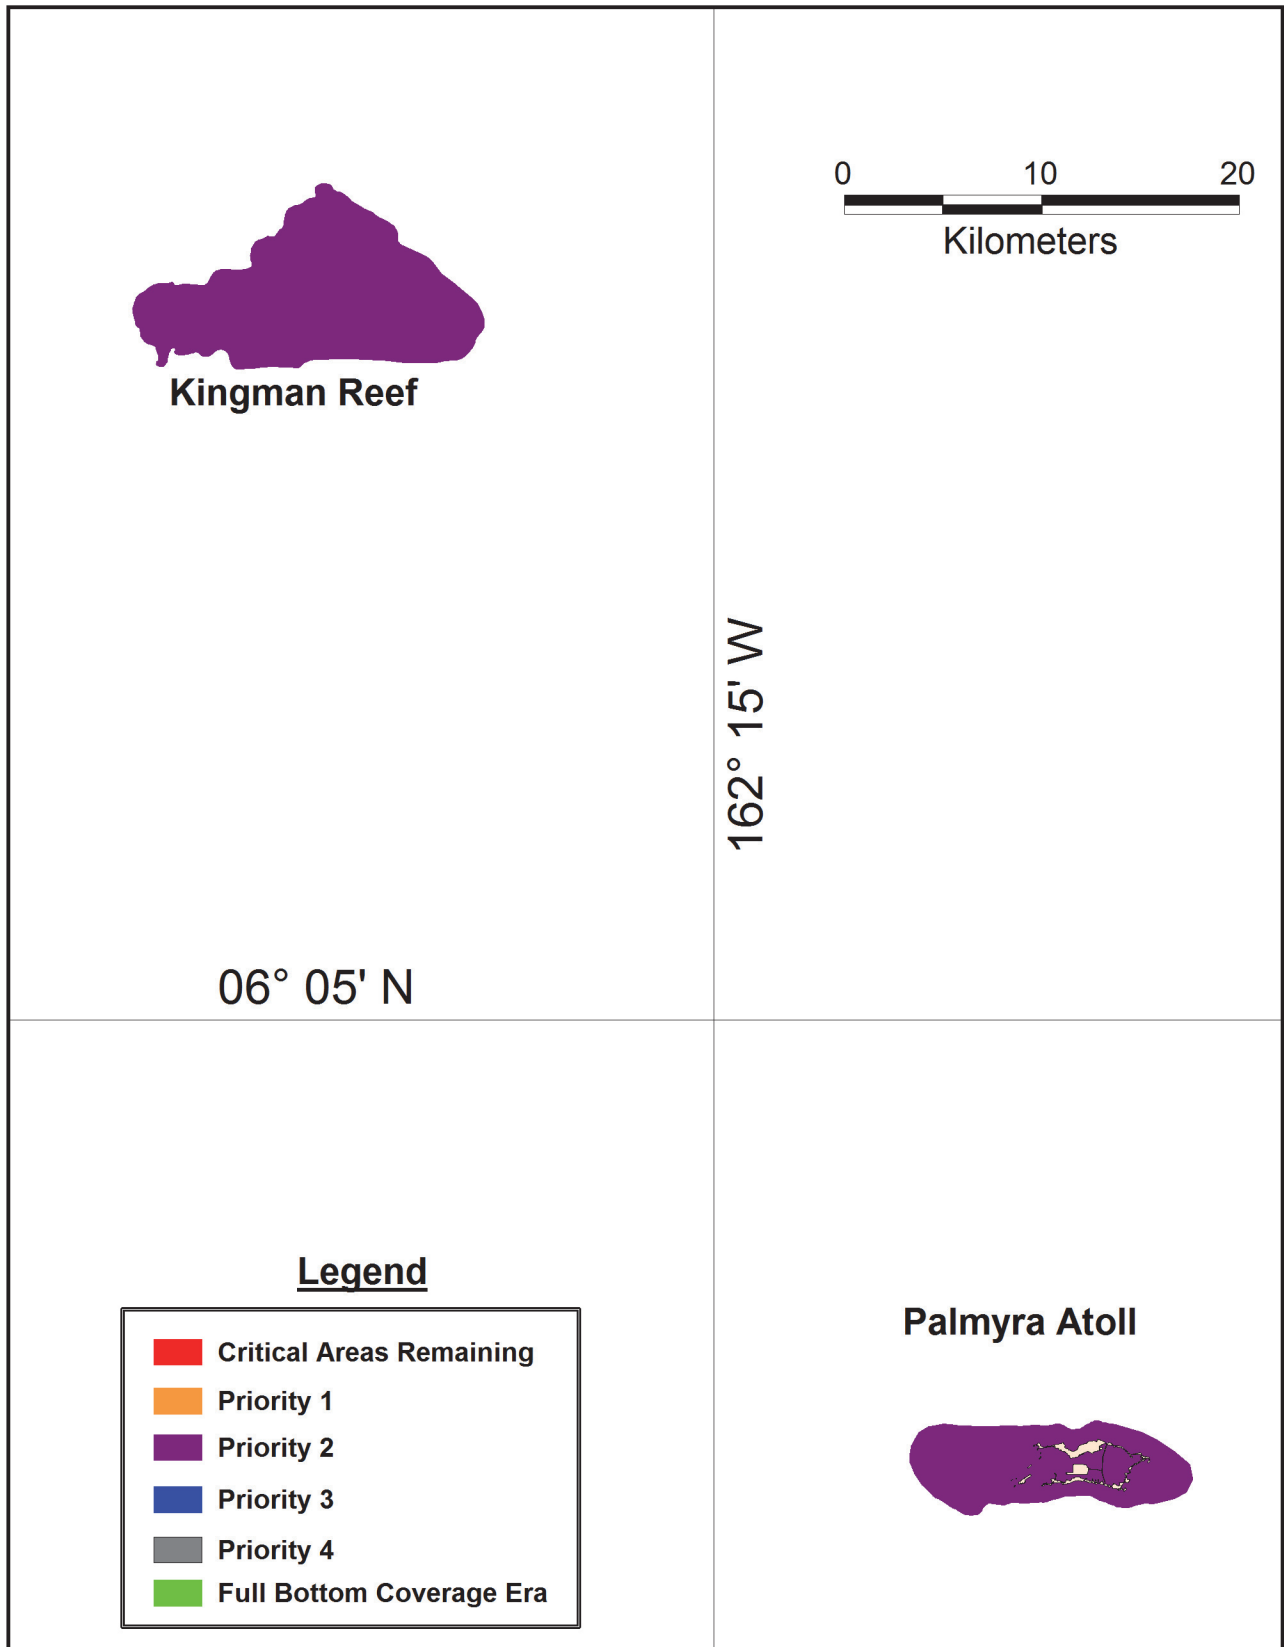 0 10 20
Kilometers
Kingman Reef
162° 15' W
06° 05' N
Legend
Critical Areas Remaining
Priority 1
Priority 2
Priority 3
Priority 4
Full Bottom Coverage Era
Palmyra Atoll